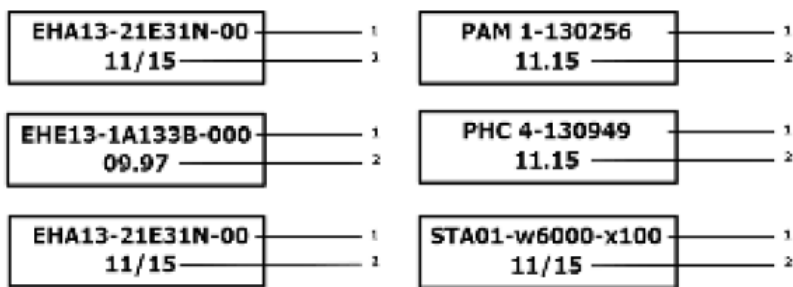 EHA13-21E31N-00 1
11/15 2
PAM 1-130256 1
11.15 2
EHE13-1A133B-000 1
09.97 2
PHC 4-130949 1
11.15 2
EHA13-21E31N-00 1
11/15 2
STA01-w6000-x100 1
11/15 2